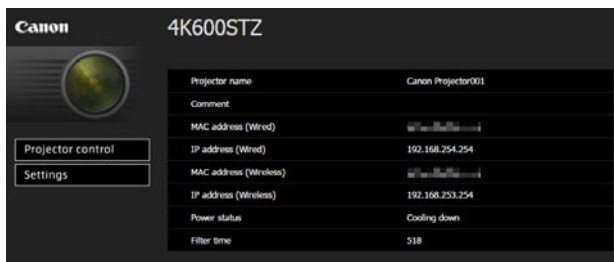 Canon
4K600STZ
Projector name Canon Projector001
Comment
MAC address (Wired)
IP address (Wired) 192.168.254.254
MAC address (Wireless)
IP address (Wireless) 192.168.253.254
Power status Cooling down
Filter time 518
Projector control
Settings